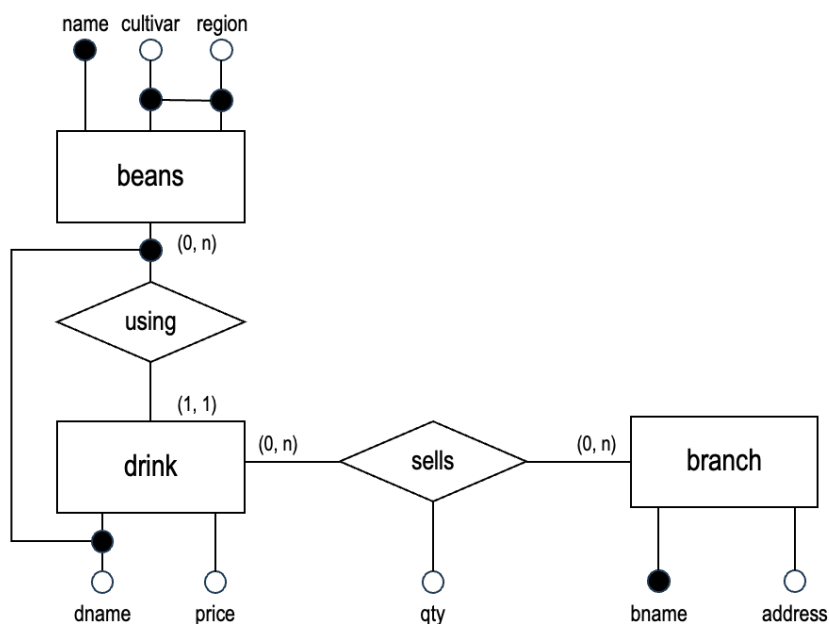 name cultivar region
beans
(0, n)
using
(1, 1)
drink
(0, n)
sells
(0, n)
branch
dname
price
qty
bname
address